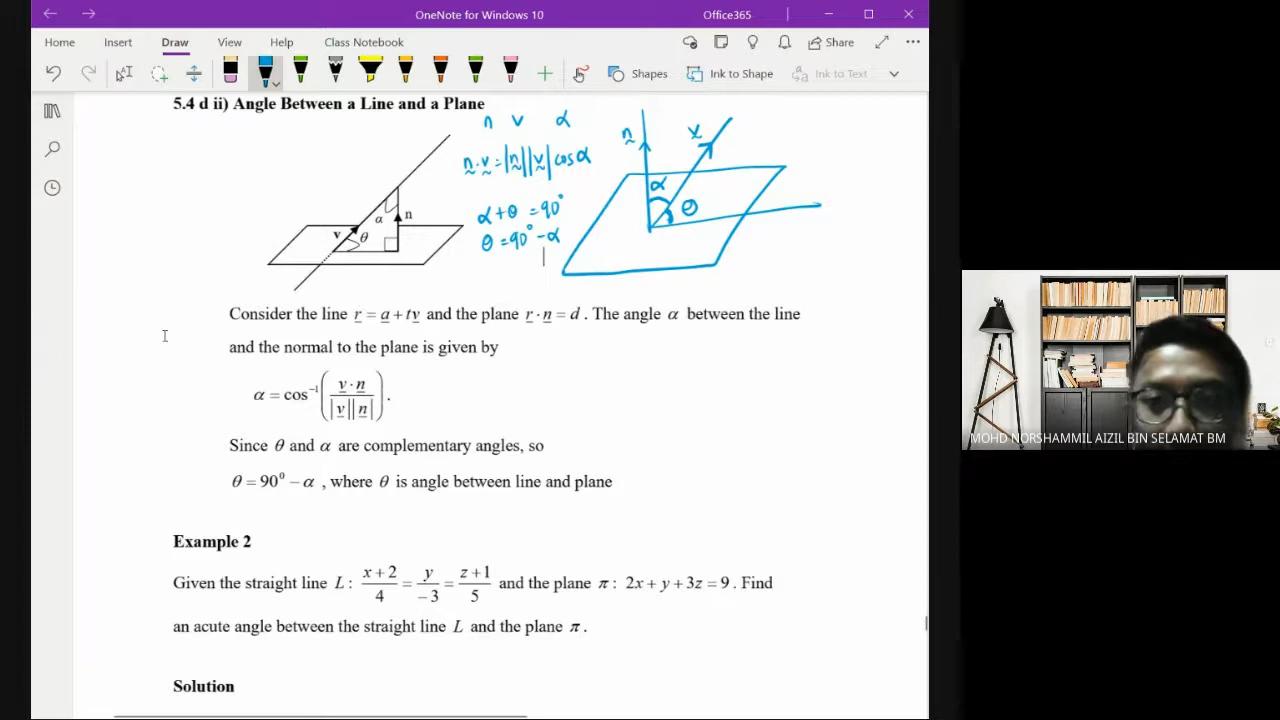 OneNote for Windows 10
Office365
Home Insert Draw View Help Class Notebook
Share
Shapes
Ink to Shape
Ink to Text
5.4 d ii) Angle Between a Line and a Plane
n v α
n·v=|n||v|cosα
α+θ=90°
θ=90°-α
α
n
v
θ
n
v
α
θ
Consider the line r = a + tv and the plane r · n = d . The angle α between the line
and the normal to the plane is given by
α = cos⁻¹( v · n / |v||n| ).
Since θ and α are complementary angles, so
θ = 90⁰ − α , where θ is angle between line and plane
Example 2
Given the straight line L : x+2/4 = y/−3 = z+1/5 and the plane π : 2x + y + 3z = 9 . Find
an acute angle between the straight line L and the plane π .
Solution
MOHD NORSHAMMIL AIZIL BIN SELAMAT BM